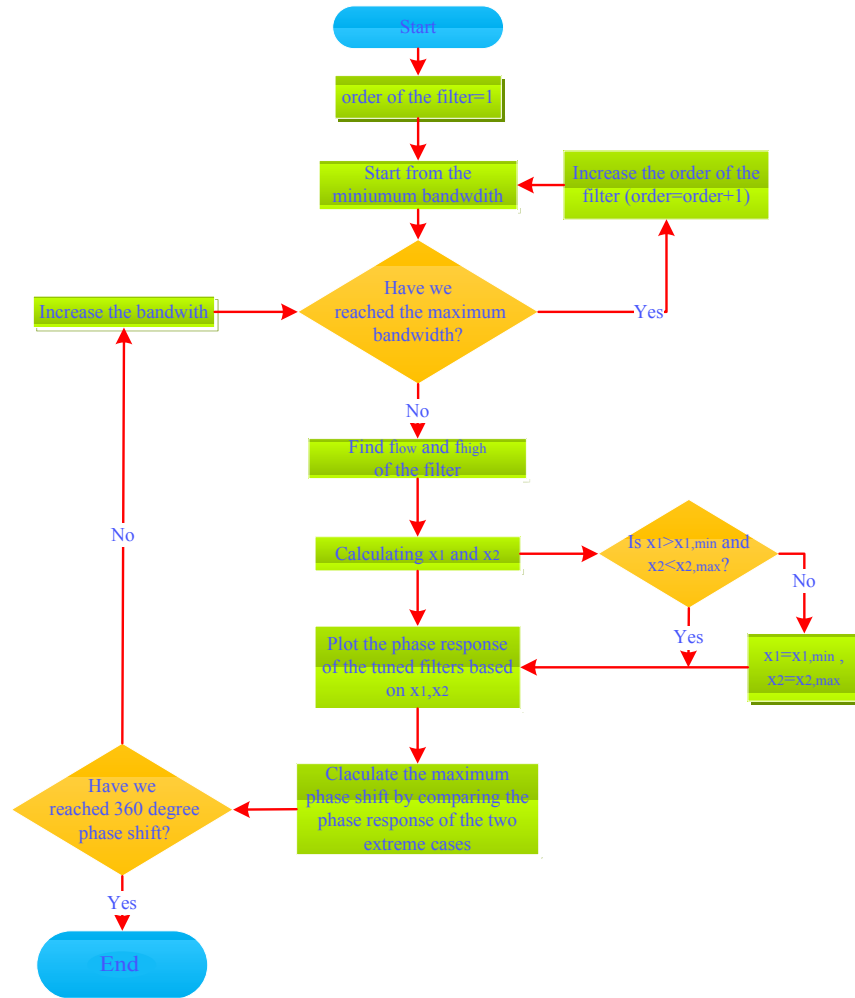 Start
order of the filter=1
Start from the
miniumum bandwdith
Increase the order of the
filter (order=order+1)
Have we
reached the maximum
bandwidth?
Yes
Increase the bandwith
No
Find flow and fhigh
of the filter
Calculating x1 and x2
Is x1>x1,min and
x2<x2,max?
No
Yes
x1=x1,min ,
x2=x2,max
Plot the phase response
of the tuned filters based
on x1,x2
Claculate the maximum
phase shift by comparing the
phase response of the two
extreme cases
Have we
reached 360 degree
phase shift?
No
Yes
End